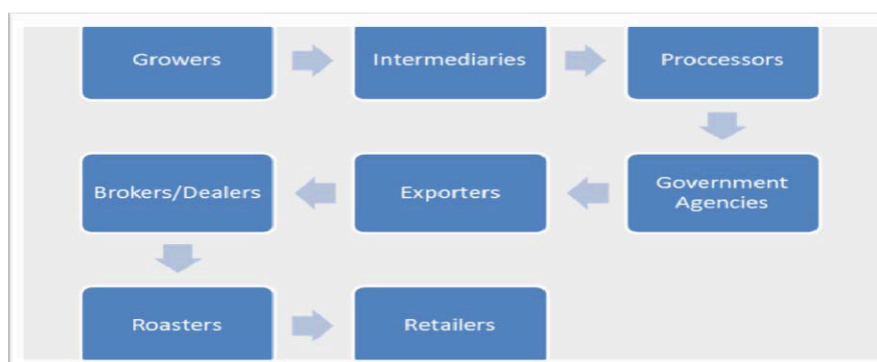 Growers
Intermediaries
Proccessors
Government
Agencies
Exporters
Brokers/Dealers
Roasters
Retailers